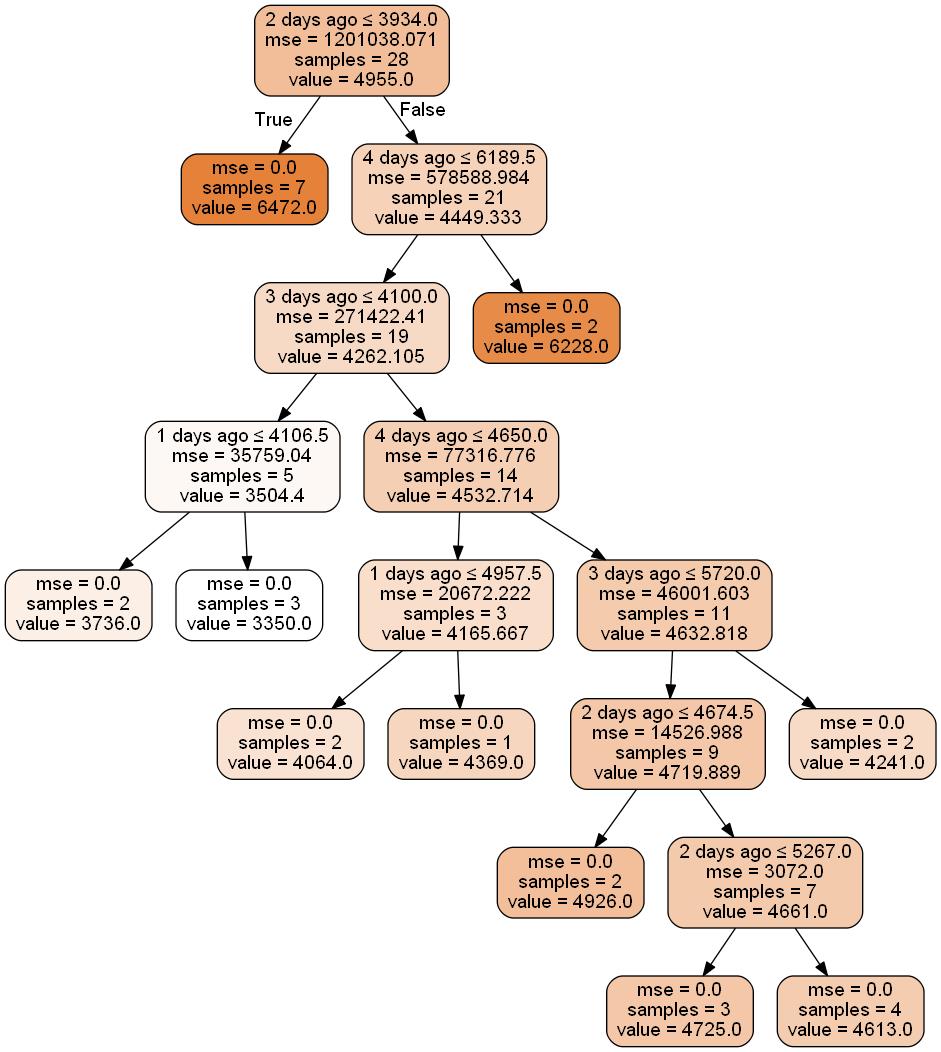 2 days ago ≤ 3934.0
mse = 1201038.071
samples = 28
value = 4955.0
True
False
mse = 0.0
samples = 7
value = 6472.0
4 days ago ≤ 6189.5
mse = 578588.984
samples = 21
value = 4449.333
3 days ago ≤ 4100.0
mse = 271422.41
samples = 19
value = 4262.105
mse = 0.0
samples = 2
value = 6228.0
1 days ago ≤ 4106.5
mse = 35759.04
samples = 5
value = 3504.4
4 days ago ≤ 4650.0
mse = 77316.776
samples = 14
value = 4532.714
mse = 0.0
samples = 2
value = 3736.0
mse = 0.0
samples = 3
value = 3350.0
1 days ago ≤ 4957.5
mse = 20672.222
samples = 3
value = 4165.667
3 days ago ≤ 5720.0
mse = 46001.603
samples = 11
value = 4632.818
mse = 0.0
samples = 2
value = 4064.0
mse = 0.0
samples = 1
value = 4369.0
2 days ago ≤ 4674.5
mse = 14526.988
samples = 9
value = 4719.889
mse = 0.0
samples = 2
value = 4241.0
mse = 0.0
samples = 2
value = 4926.0
2 days ago ≤ 5267.0
mse = 3072.0
samples = 7
value = 4661.0
mse = 0.0
samples = 3
value = 4725.0
mse = 0.0
samples = 4
value = 4613.0